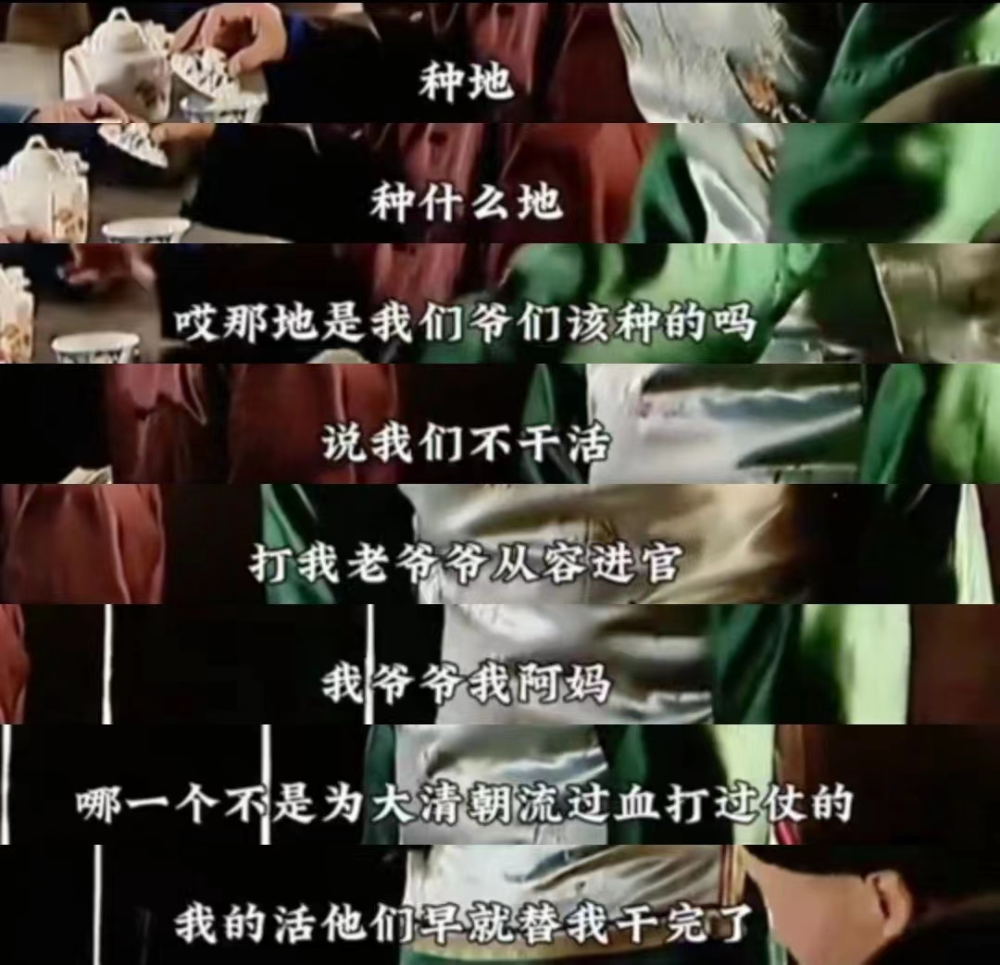 种地
种什么地
哎那地是我们爷们该种的吗
说我们不干活
打我老爷爷从容进官
我爷爷我阿妈
哪一个不是为大清朝流过血打过仗的
我的活他们早就替我干完了